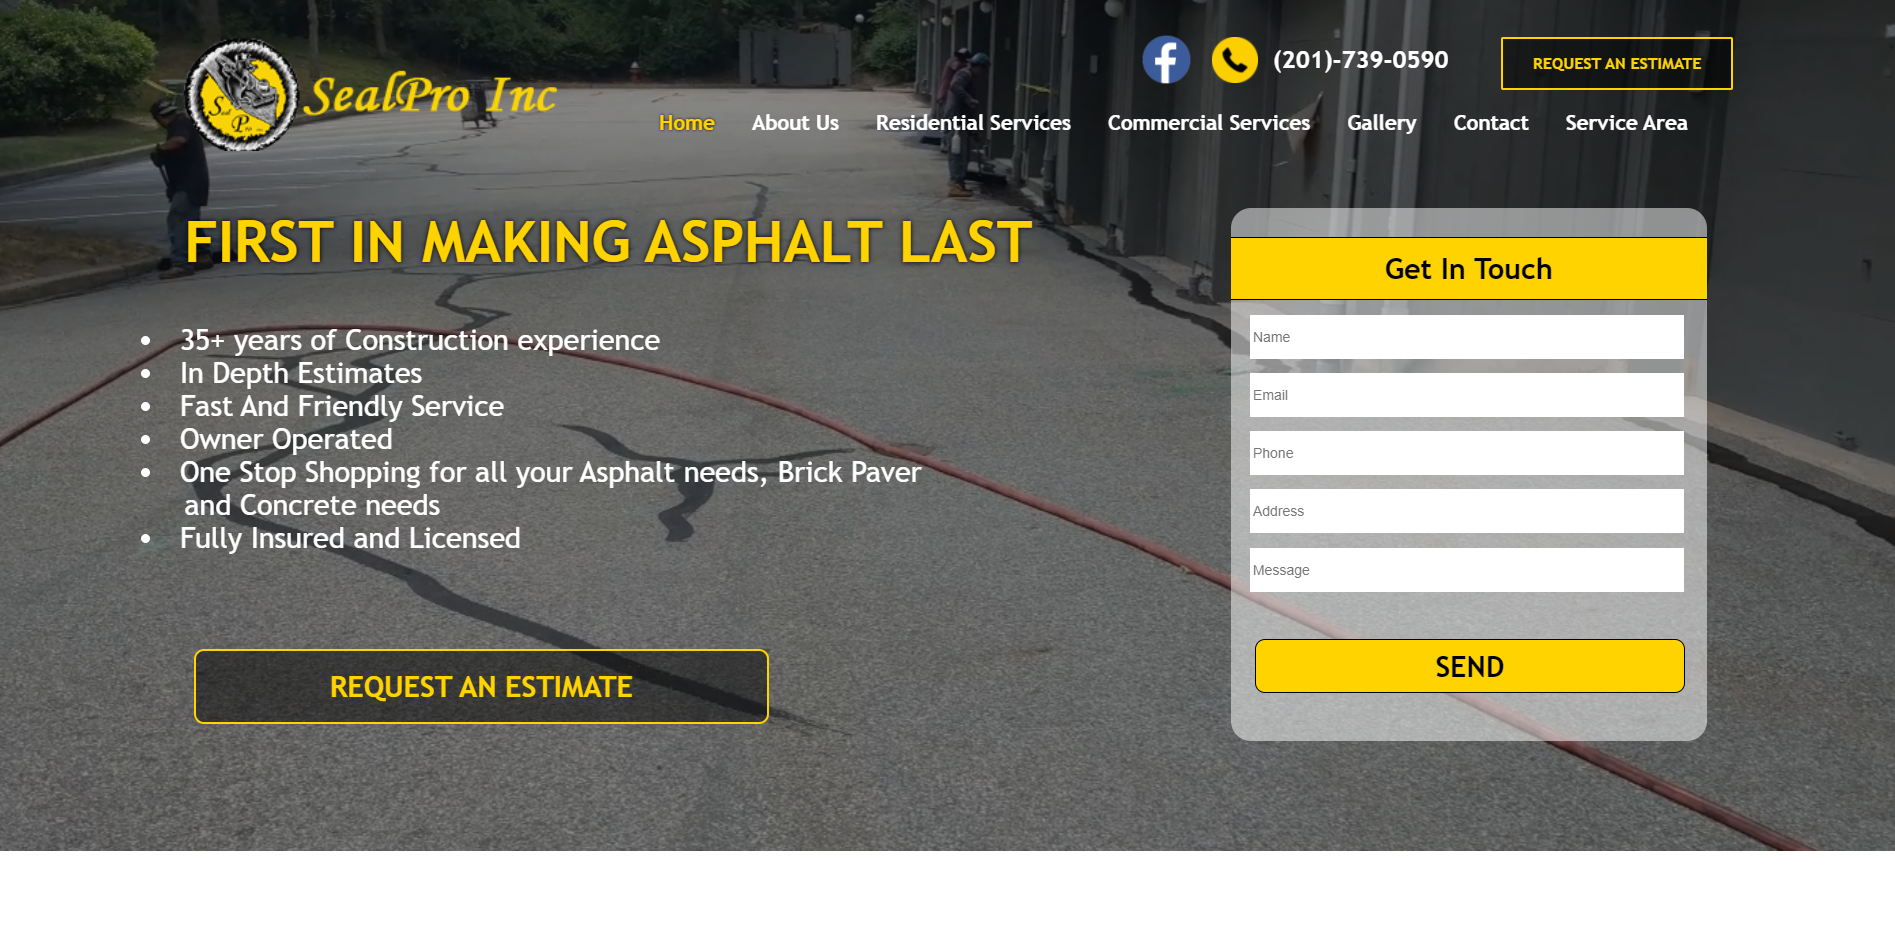 SealPro Inc
(201)-739-0590
REQUEST AN ESTIMATE
Home
About Us
Residential Services
Commercial Services
Gallery
Contact
Service Area
FIRST IN MAKING ASPHALT LAST
• 35+ years of Construction experience
• In Depth Estimates
• Fast And Friendly Service
• Owner Operated
• One Stop Shopping for all your Asphalt needs, Brick Paver
and Concrete needs
• Fully Insured and Licensed
REQUEST AN ESTIMATE
Get In Touch
Name
Email
Phone
Address
Message
SEND